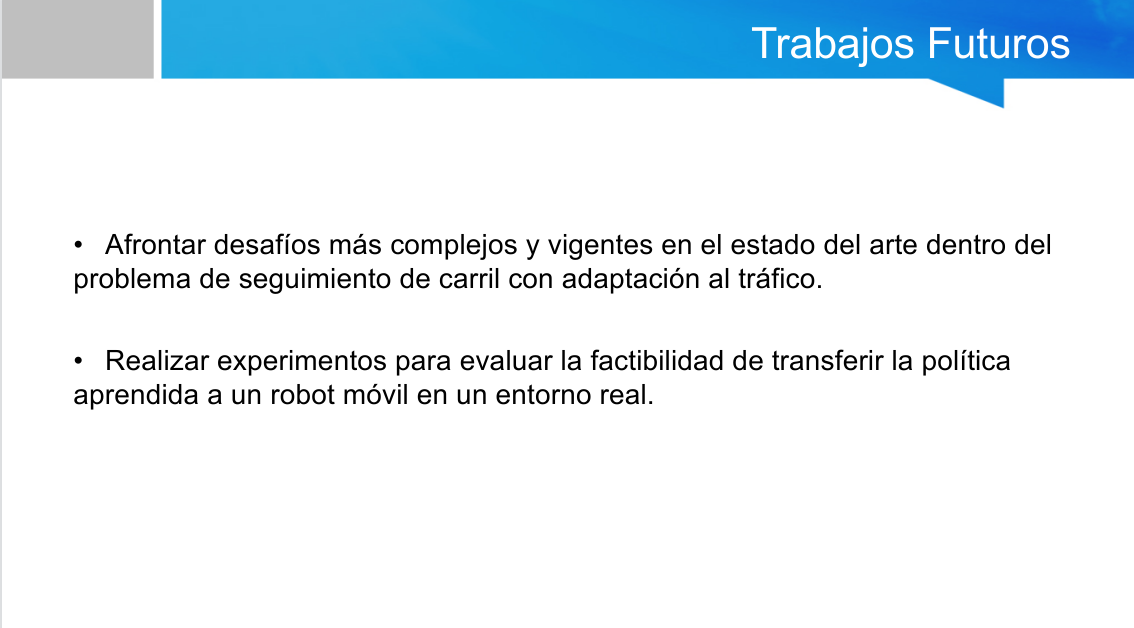 Trabajos Futuros
• Afrontar desafíos más complejos y vigentes en el estado del arte dentro del
problema de seguimiento de carril con adaptación al tráfico.
• Realizar experimentos para evaluar la factibilidad de transferir la política
aprendida a un robot móvil en un entorno real.